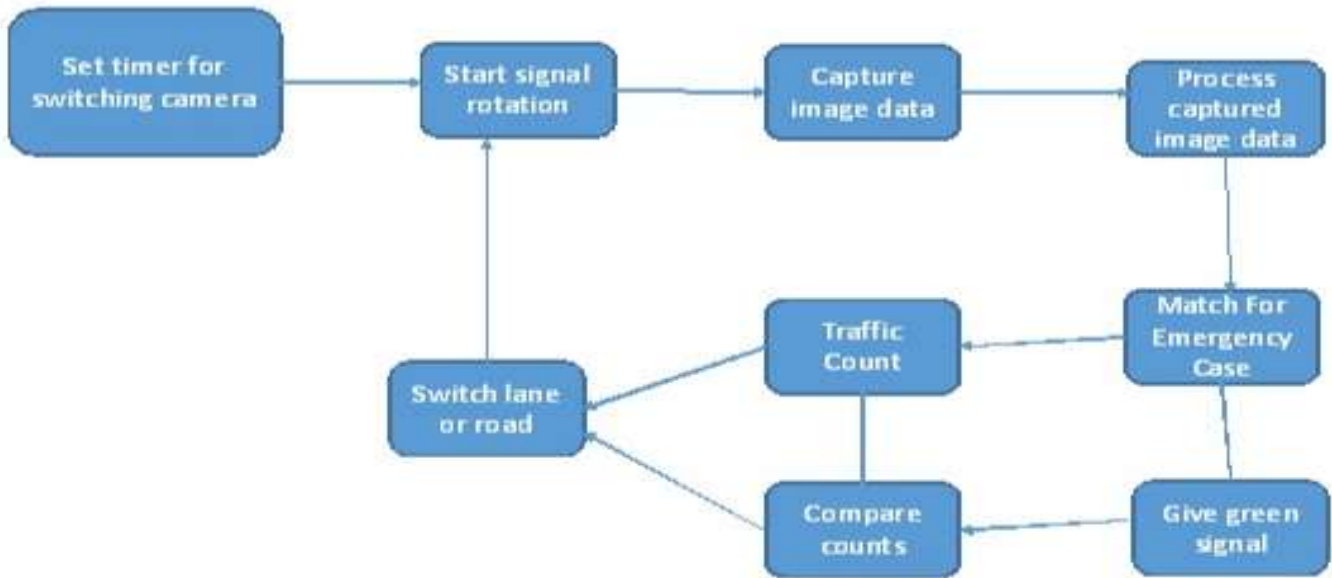 Set timer for
switching camera
Start signal
rotation
Capture
image data
Process
captured
image data
Match For
Emergency
Case
Traffic
Count
Switch lane
or road
Compare
counts
Give green
signal